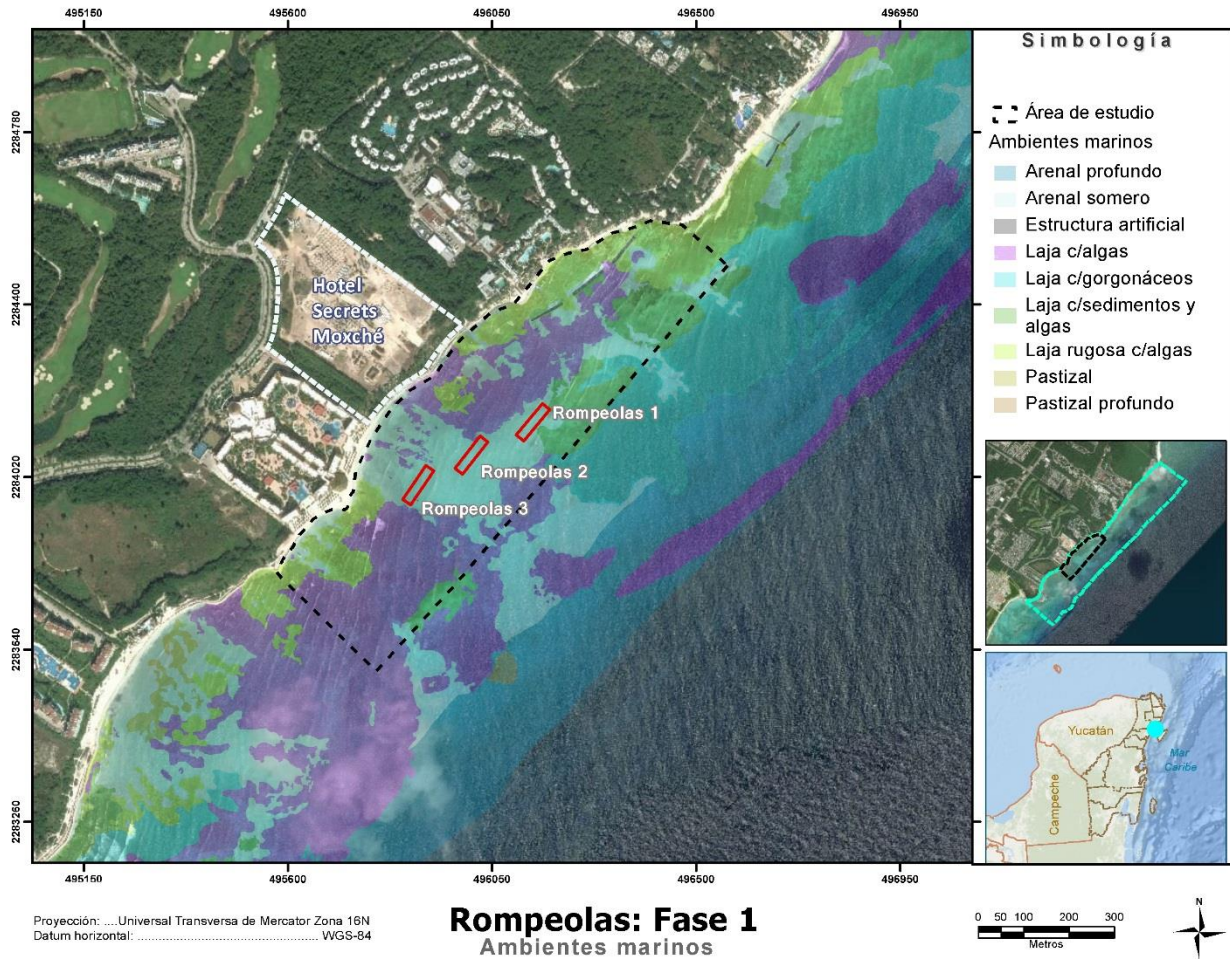 495150 495600 496050 496500 496950
Simbología
Área de estudio
Ambientes marinos
Arenal profundo
Arenal somero
Estructura artificial
Laja c/algas
Laja c/gorgonáceos
Laja c/sedimentos y
algas
Laja rugosa c/algas
Pastizal
Pastizal profundo
2284780
2284400
2284020
2283640
2283260
Hotel
Secrets
Moxché
Rompeolas 1
Rompeolas 2
Rompeolas 3
Yucatán
Mar
Caribe
Campeche
495150 495600 496050 496500 496950
Proyección: ....Universal Transversa de Mercator Zona 16N
Datum horizontal: ................................................ WGS-84
Rompeolas: Fase 1
Ambientes marinos
0 50 100 200 300
Metros
N